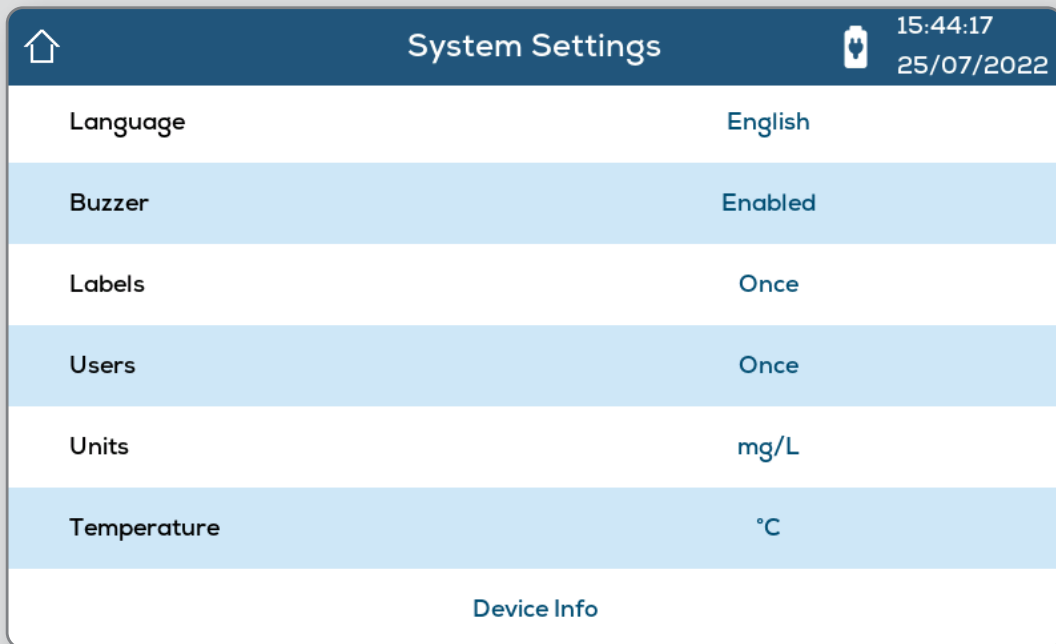 System Settings
15:44:17
25/07/2022
Language English
Buzzer Enabled
Labels Once
Users Once
Units mg/L
Temperature °C
Device Info